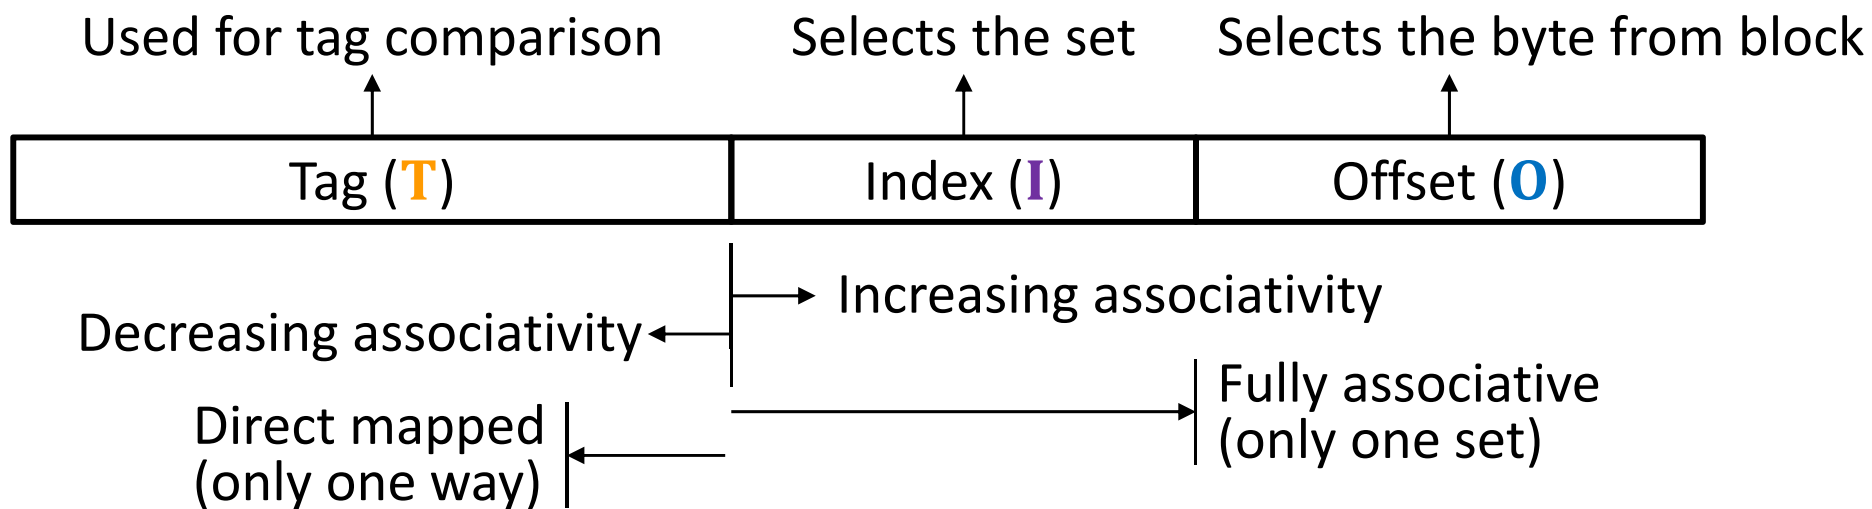 Used for tag comparison
Selects the set
Selects the byte from block
Tag (T)
Index (I)
Offset (O)
Increasing associativity
Decreasing associativity
Fully associative
(only one set)
Direct mapped
(only one way)